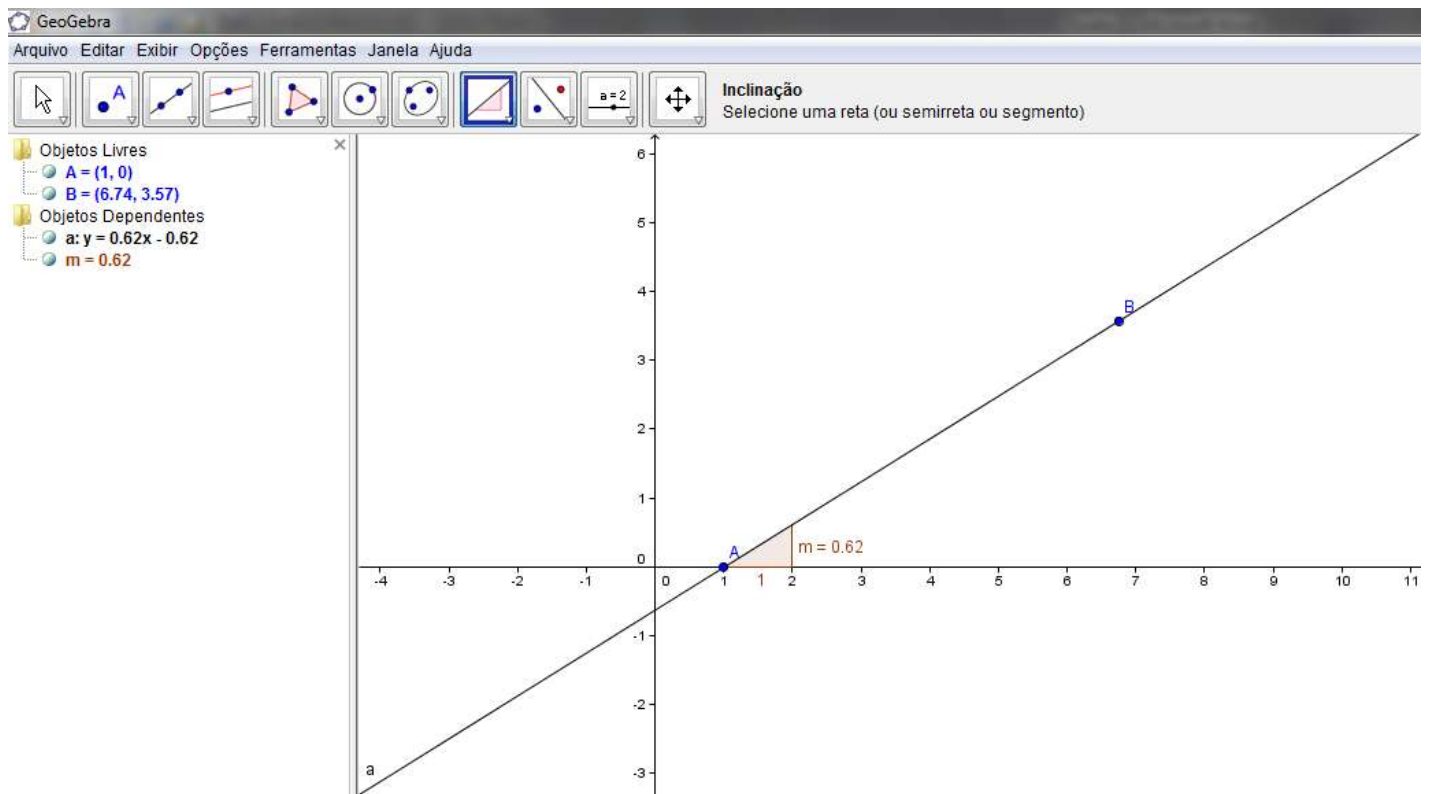 GeoGebra
Arquivo Editar Exibir Opções Ferramentas Janela Ajuda
A
a = 2
Inclinação
Selecione uma reta (ou semirreta ou segmento)
Objetos Livres
A = (1, 0)
B = (6.74, 3.57)
Objetos Dependentes
a: y = 0.62x - 0.62
m = 0.62
6
5
4
B
3
2
1
A
m = 0.62
0
-4 -3 -2 -1 0 1 1 2 3 4 5 6 7 8 9 10 11
-1
-2
a
-3